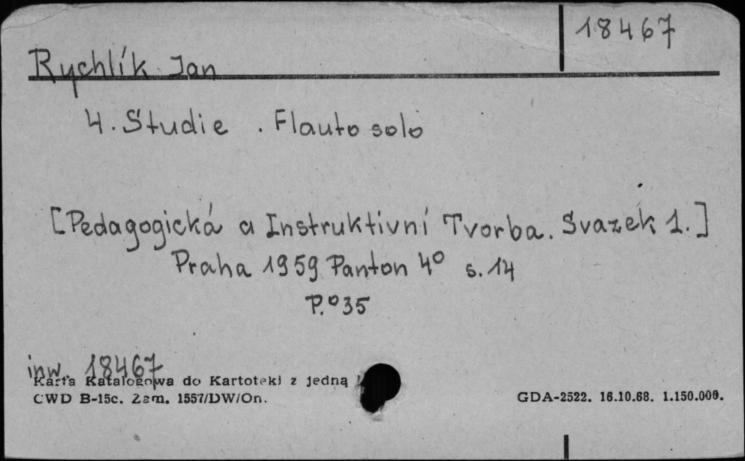 18467
Rychlík Jan
4. Studie . Flauto solo
[Pedagogická a Instruktivní Tvorba. Svazek 1.]
Praha 1959 Panton 4° s. 14
P.°35
inw. 18467
Karta Katalogowa do Kartoteki z jedną
CWD B-15c. Zam. 1557/DW/On.
GDA-2522. 16.10.68. 1.150.000.